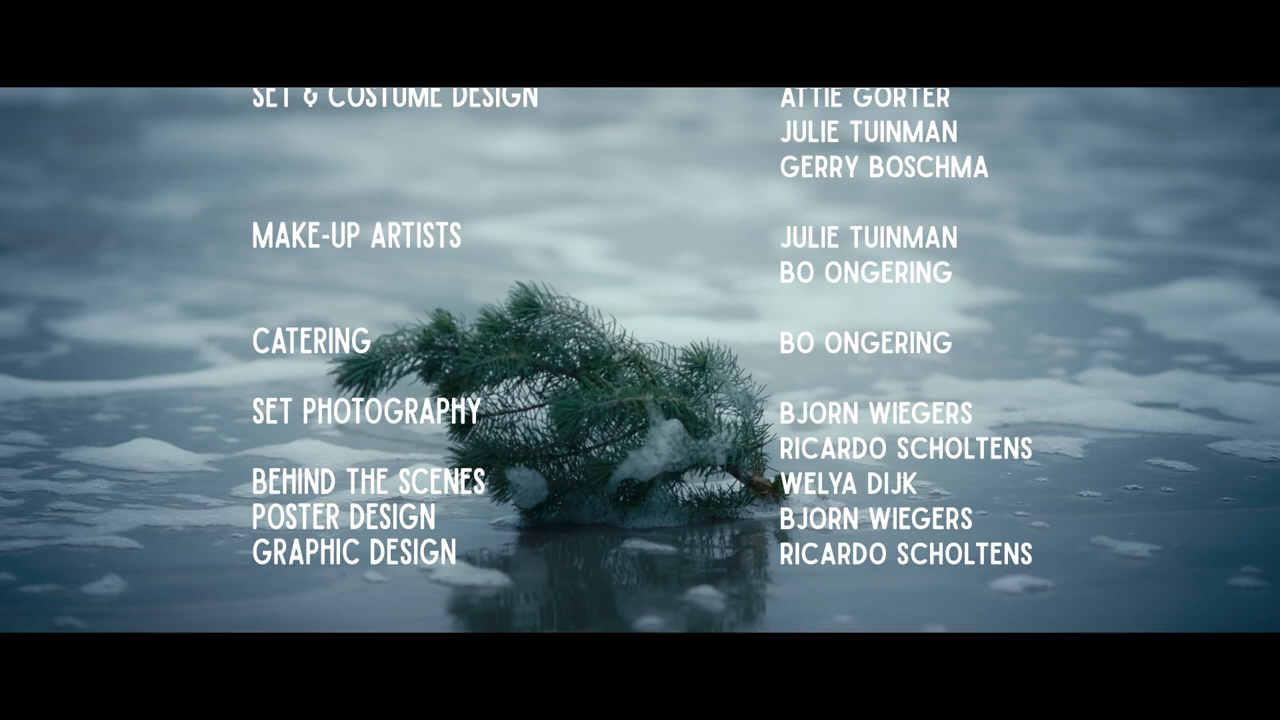 SET & COSTUME DESIGN ATTIE GORTER
JULIE TUINMAN
GERRY BOSCHMA
MAKE-UP ARTISTS JULIE TUINMAN
BO ONGERING
CATERING BO ONGERING
SET PHOTOGRAPHY BJORN WIEGERS
RICARDO SCHOLTENS
BEHIND THE SCENES WELYA DIJK
POSTER DESIGN BJORN WIEGERS
GRAPHIC DESIGN RICARDO SCHOLTENS